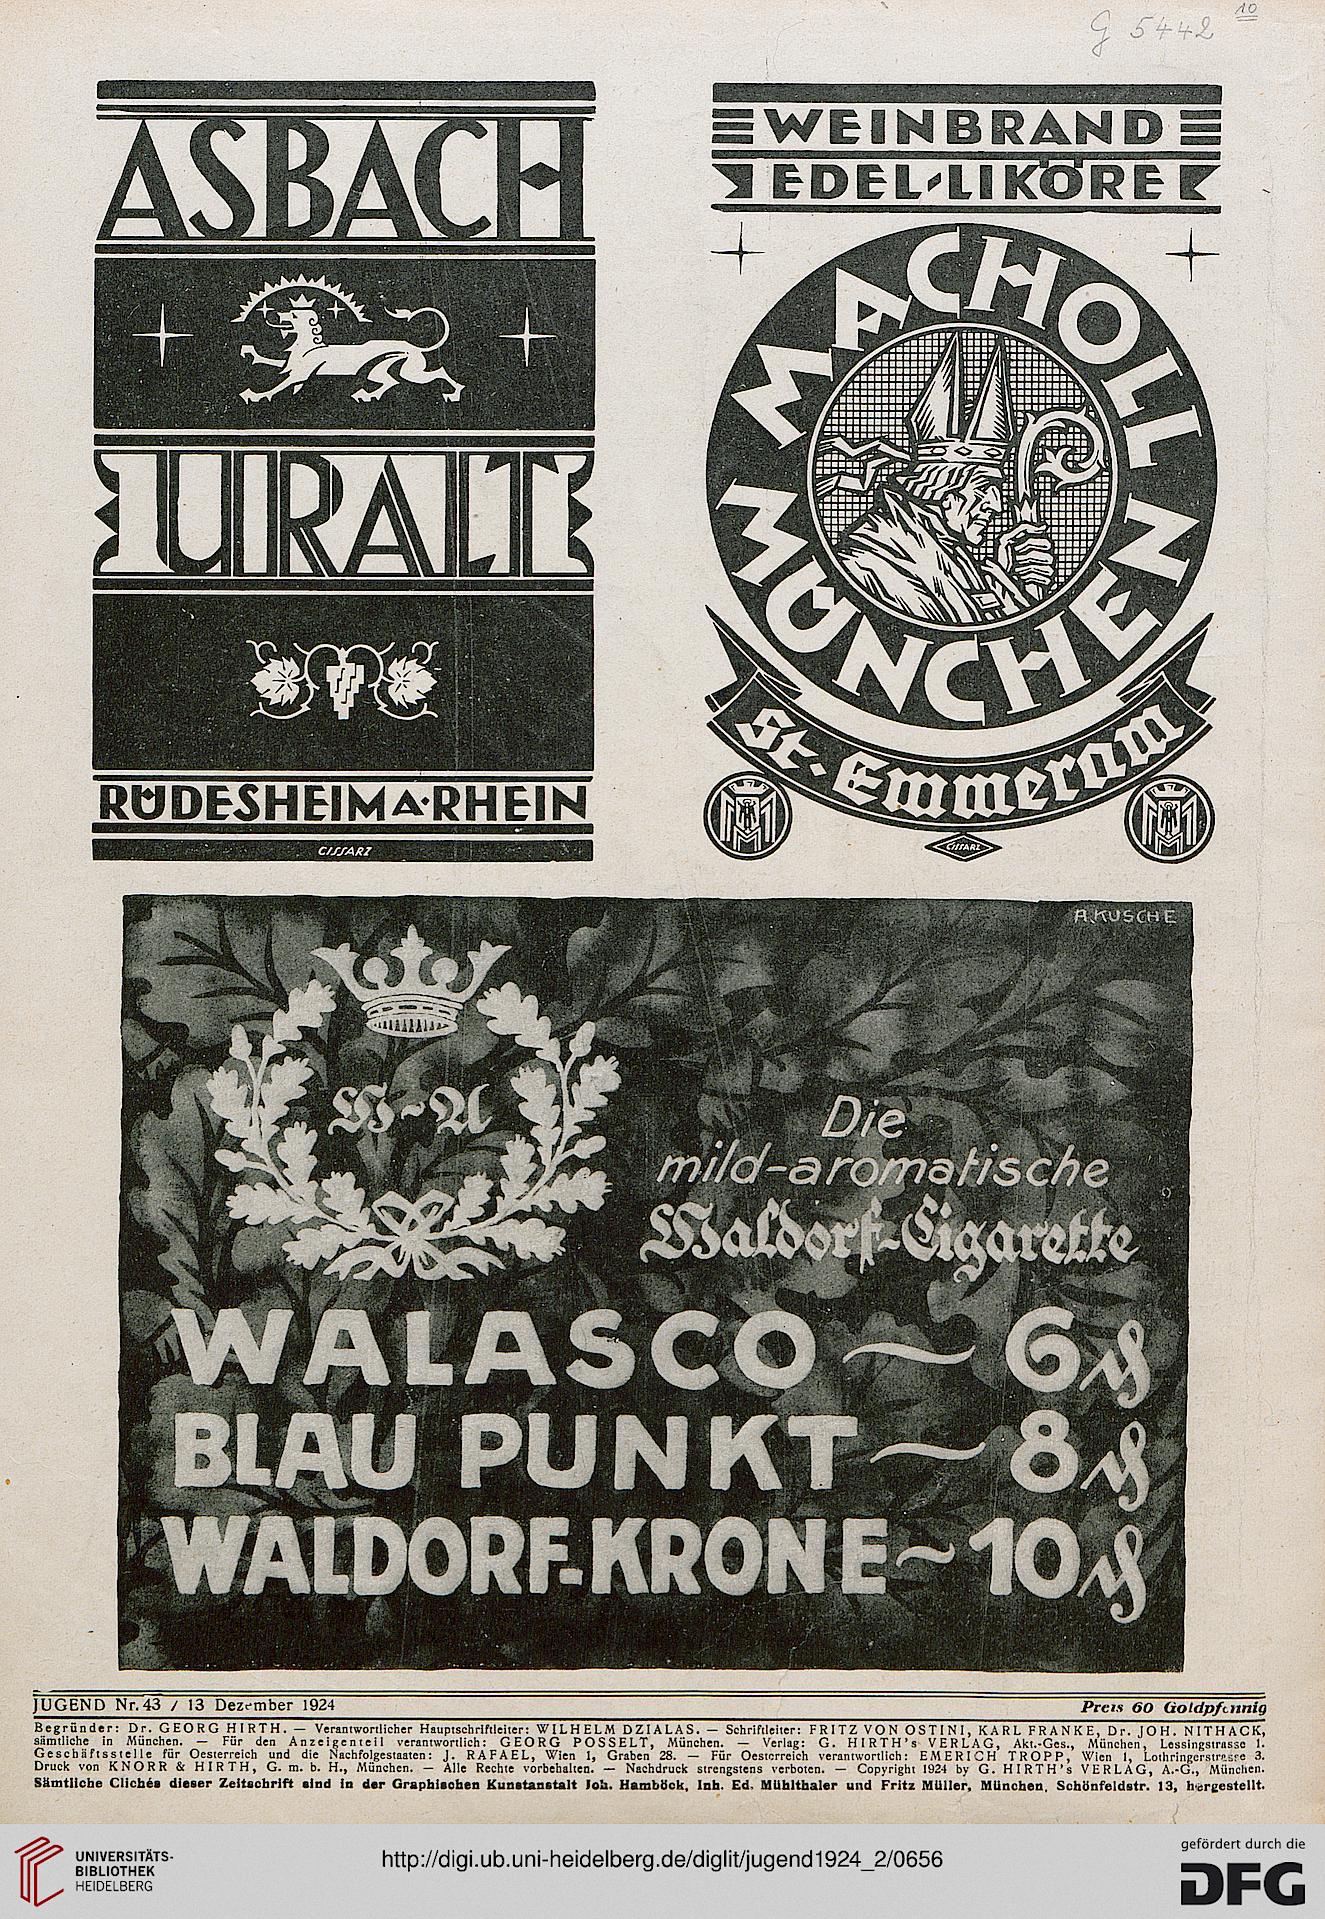 G 5442
10
ASBACH
URALT
RÜDESHEIM A·RHEIN
CISSARZ
WEINBRAND
EDEL-LIKÖRE
MACHOLL
MÜNCHEN
St. Emmeram
CISSARZ
A.KUSCHE
W-A
Die
mild-aromatische
Waldorf-Cigarette
WALASCO — 6 ₰
BLAU PUNKT — 8 ₰
WALDORF-KRONE — 10 ₰
JUGEND Nr. 43 / 13 Dezember 1924
Preis 60 Goldpfennig
Begründer: Dr. GEORG HIRTH. — Verantwortlicher Hauptschriftleiter: WILHELM DZIALAS. — Schriftleiter: FRITZ VON OSTINI, KARL FRANKE, Dr. JOH. NITHACK,
sämtliche in München. — Für den Anzeigenteil verantwortlich: GEORG POSSELT, München. — Verlag: G. HIRTH's VERLAG, Akt.-Ges., München, Lessingstrasse 1.
Geschäftsstelle für Oesterreich und die Nachfolgestaaten: J. RAFAEL, Wien 1, Graben 28. — Für Oesterreich verantwortlich: EMERICH TROPP, Wien 1, Lothringerstrasse 3.
Druck von KNORR & HIRTH, G. m. b. H., München. — Alle Rechte vorbehalten. — Nachdruck strengstens verboten. — Copyright 1924 by G. HIRTH's VERLAG, A.-G., München.
Sämtliche Clichés dieser Zeitschrift sind in der Graphischen Kunstanstalt Joh. Hamböck, Inh. Ed. Mühlthaler und Fritz Müller, München, Schönfeldstr. 13, hergestellt.
UNIVERSITÄTS-
BIBLIOTHEK
HEIDELBERG
http://digi.ub.uni-heidelberg.de/diglit/jugend1924_2/0656
gefördert durch die
DFG